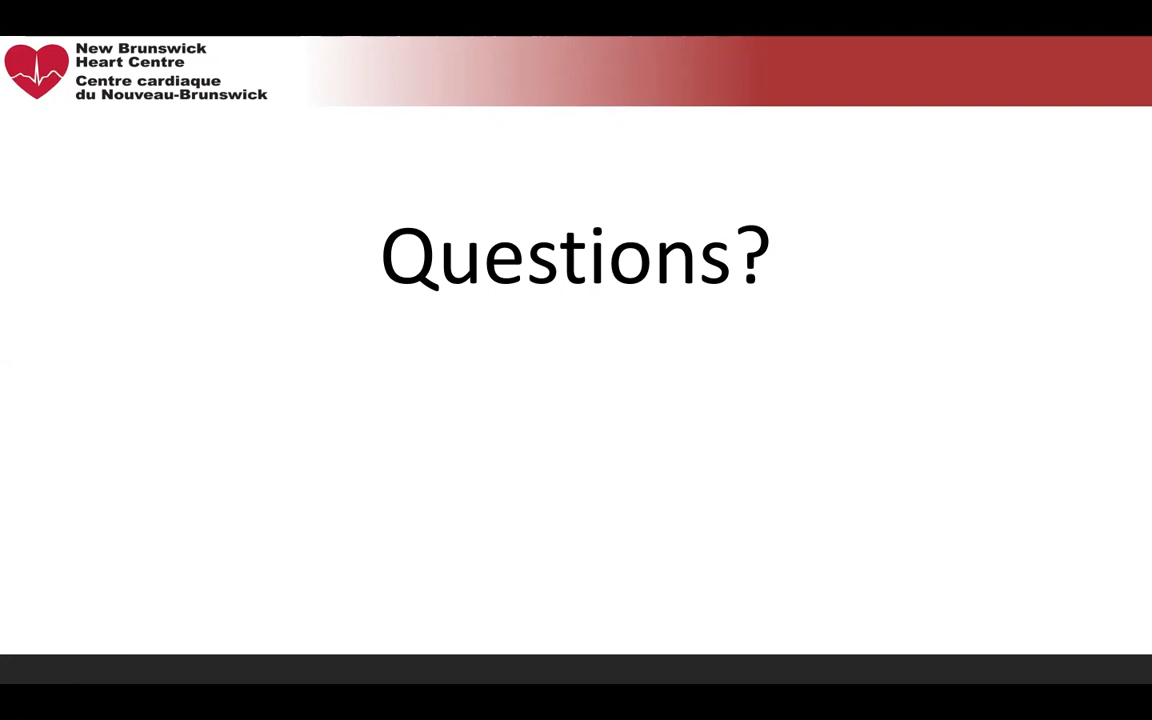 New Brunswick
Heart Centre
Centre cardiaque
du Nouveau-Brunswick
Questions?